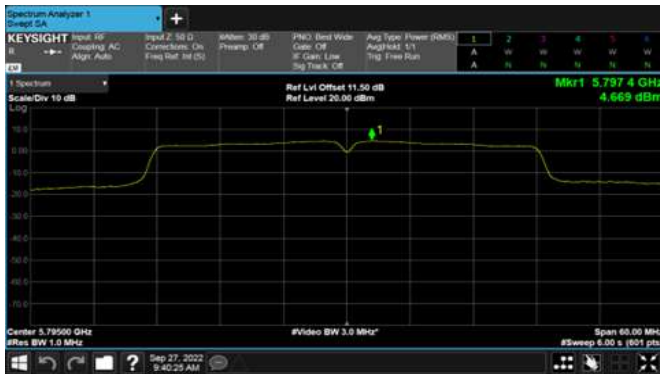 Spectrum Analyzer 1
Swept SA
+
KEYSIGHT
R
Input: RF
Coupling: AC
Align: Auto
Input Z: 50 Ω
Corrections: On
Freq Ref: Int (S)
#Atten: 30 dB
Preamp: Off
PNO: Best Wide
Gate: Off
IF Gain: Low
Sig Track: Off
Avg Type: Power (RMS)
Avg|Hold: 1/1
Trig: Free Run
1 2 3 4 5 6
A W W W W W
A N N N N N
1 Spectrum
Scale/Div 10 dB
Log
Ref Lvl Offset 11.50 dB
Ref Level 20.00 dBm
Mkr1 5.797 4 GHz
4.669 dBm
10.0
0.00
-10.0
-20.0
-30.0
-40.0
-50.0
-60.0
-70.0
1
Center 5.79500 GHz
#Res BW 1.0 MHz
#Video BW 3.0 MHz*
Span 60.00 MHz
#Sweep 6.00 s (601 pts
?
Sep 27, 2022
9:40:25 AM